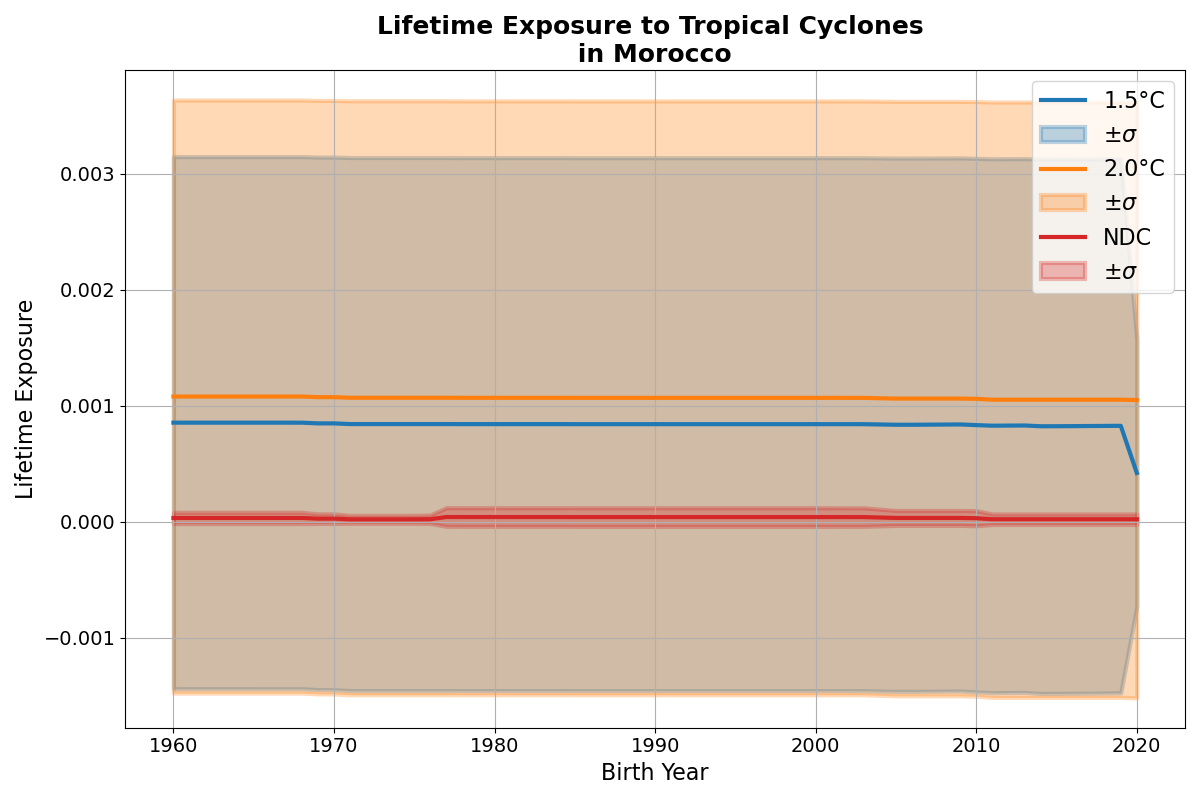 Lifetime Exposure to Tropical Cyclones
in Morocco
1.5°C
±σ
2.0°C
±σ
NDC
±σ
Lifetime Exposure
0.003
0.002
0.001
0.000
−0.001
1960 1970 1980 1990 2000 2010 2020
Birth Year